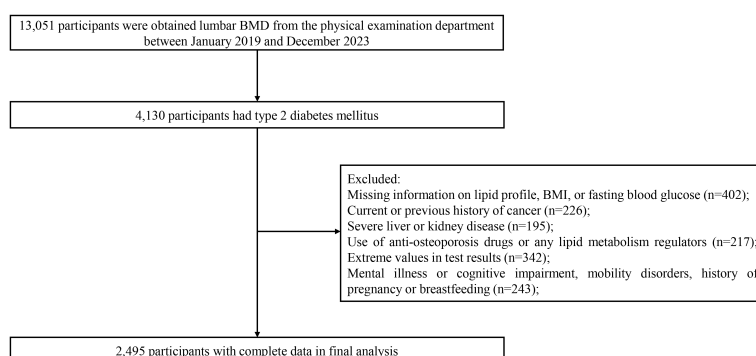 13,051 participants were obtained lumbar BMD from the physical examination department
between January 2019 and December 2023
4,130 participants had type 2 diabetes mellitus
Excluded:
Missing information on lipid profile, BMI, or fasting blood glucose (n=402);
Current or previous history of cancer (n=226);
Severe liver or kidney disease (n=195);
Use of anti-osteoporosis drugs or any lipid metabolism regulators (n=217);
Extreme values in test results (n=342);
Mental illness or cognitive impairment, mobility disorders, history of
pregnancy or breastfeeding (n=243);
2,495 participants with complete data in final analysis